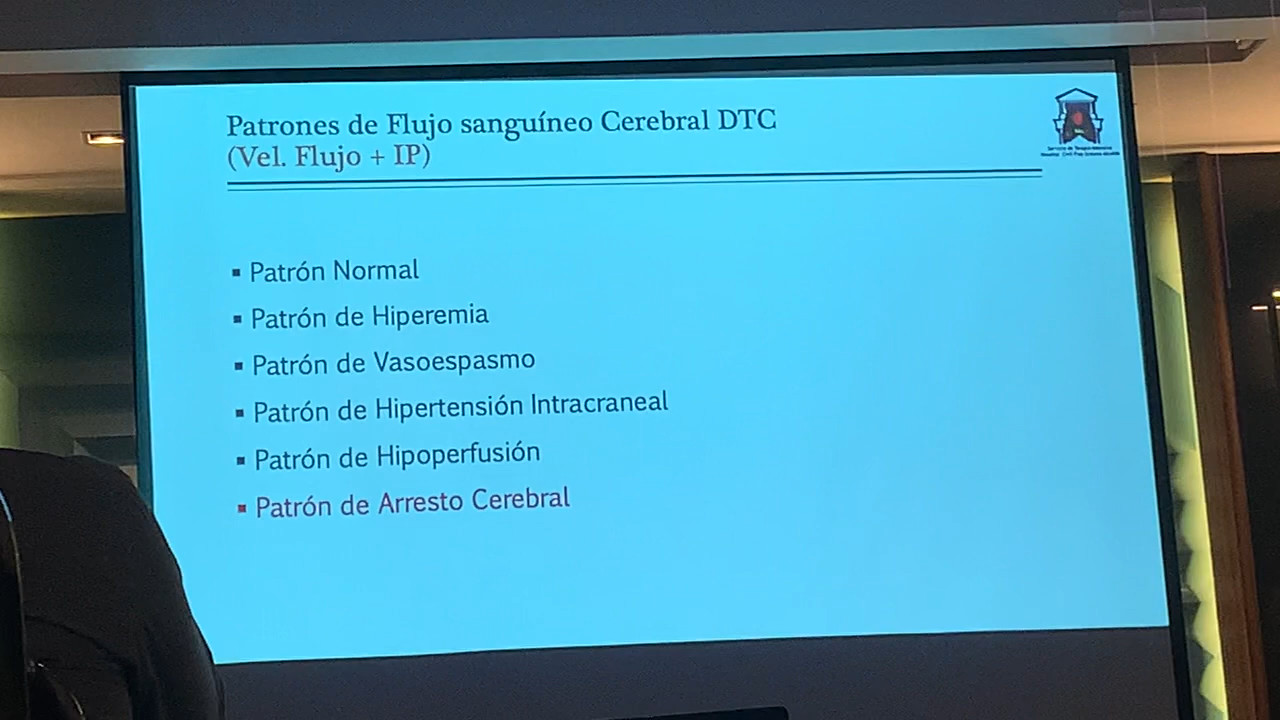 Patrones de Flujo sanguíneo Cerebral DTC
(Vel. Flujo + IP)
▪ Patrón Normal
▪ Patrón de Hiperemia
▪ Patrón de Vasoespasmo
▪ Patrón de Hipertensión Intracraneal
▪ Patrón de Hipoperfusión
▪ Patrón de Arresto Cerebral